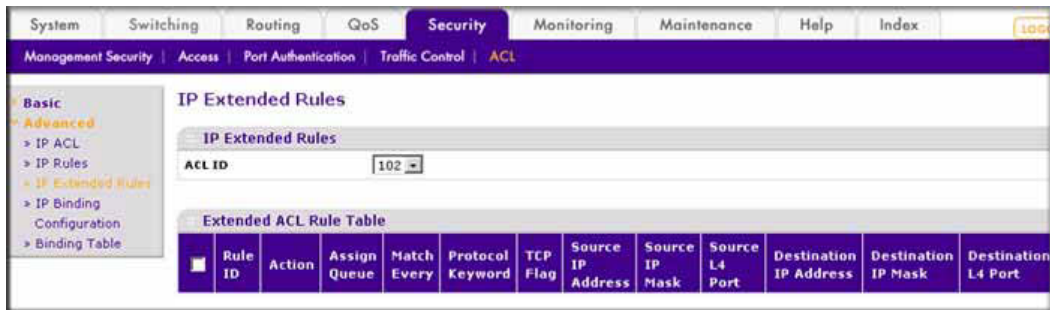 System Switching Routing QoS Security Monitoring Maintenance Help Index
Management Security | Access | Port Authentication | Traffic Control | ACL
Basic
Advanced
» IP ACL
» IP Rules
» IP Extended Rules
» IP Binding
Configuration
» Binding Table
IP Extended Rules
IP Extended Rules
ACL ID 102
Extended ACL Rule Table
Rule ID Action Assign Queue Match Every Protocol Keyword TCP Flag Source IP Address Source IP Mask Source L4 Port Destination IP Address Destination IP Mask Destination L4 Port